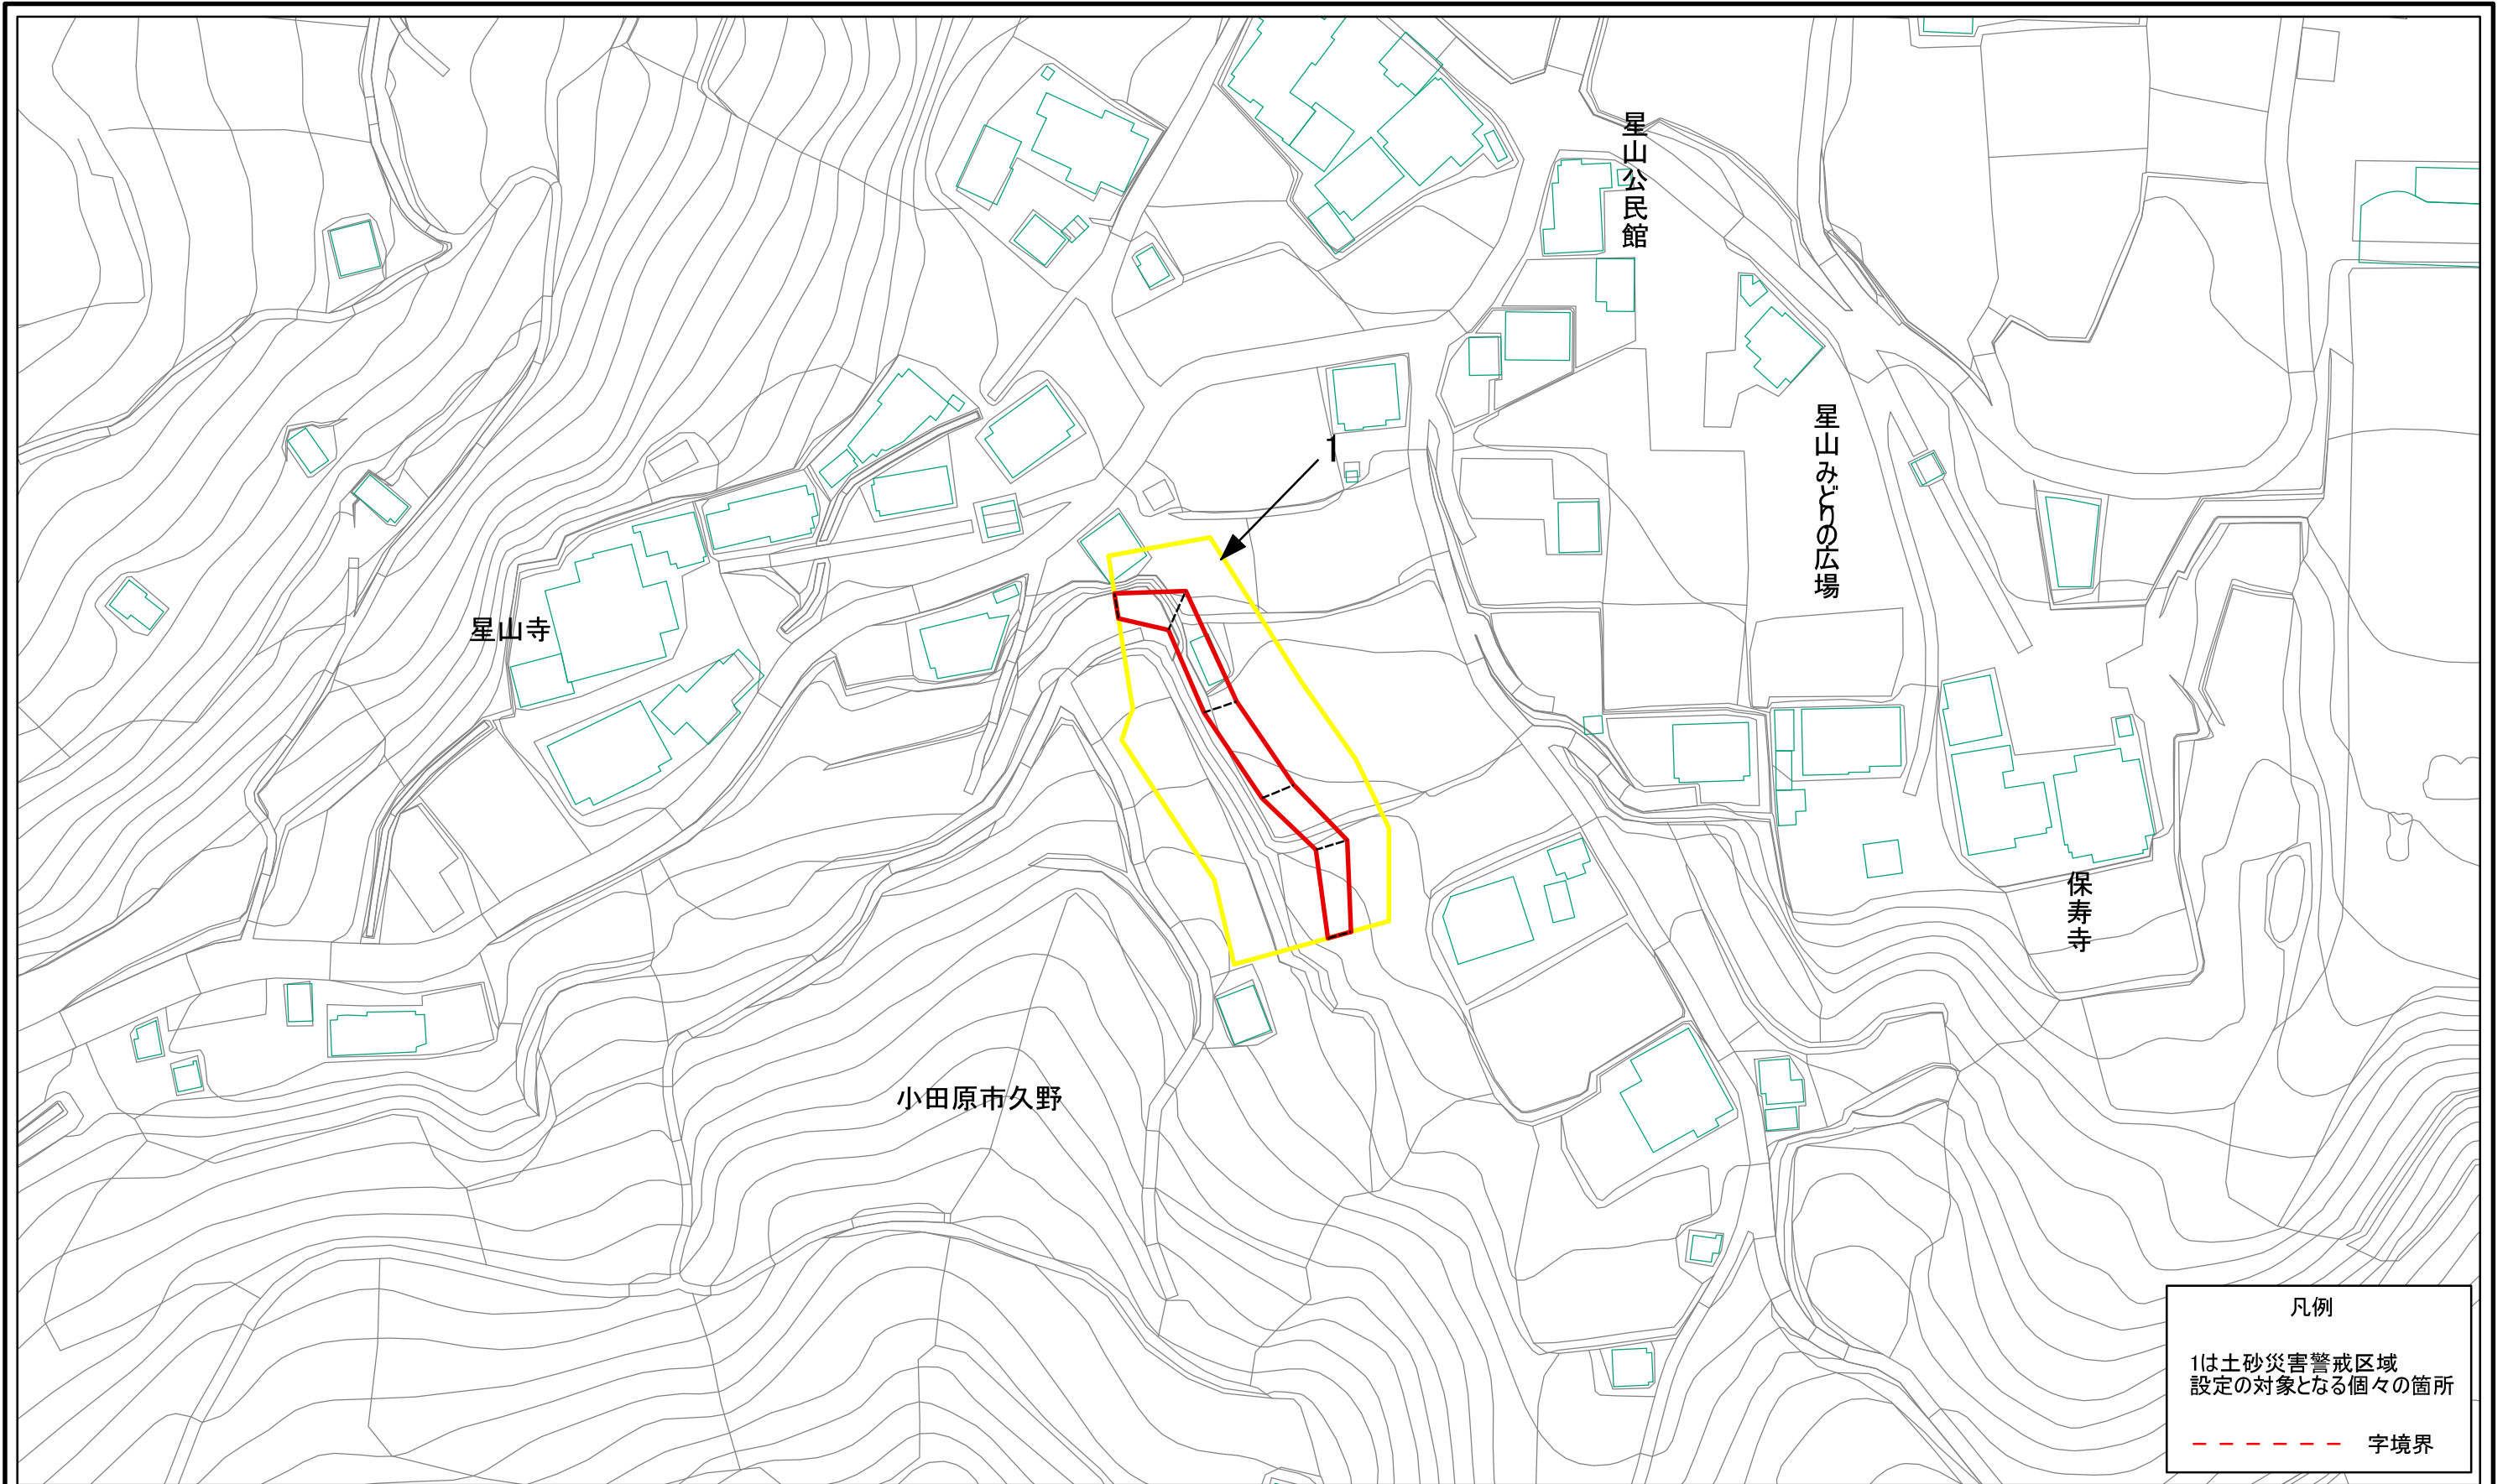 星山公民館
星山みどりの広場
1
星山寺
保寿寺
小田原市久野
凡例
1は土砂災害警戒区域
設定の対象となる個々の箇所
字境界